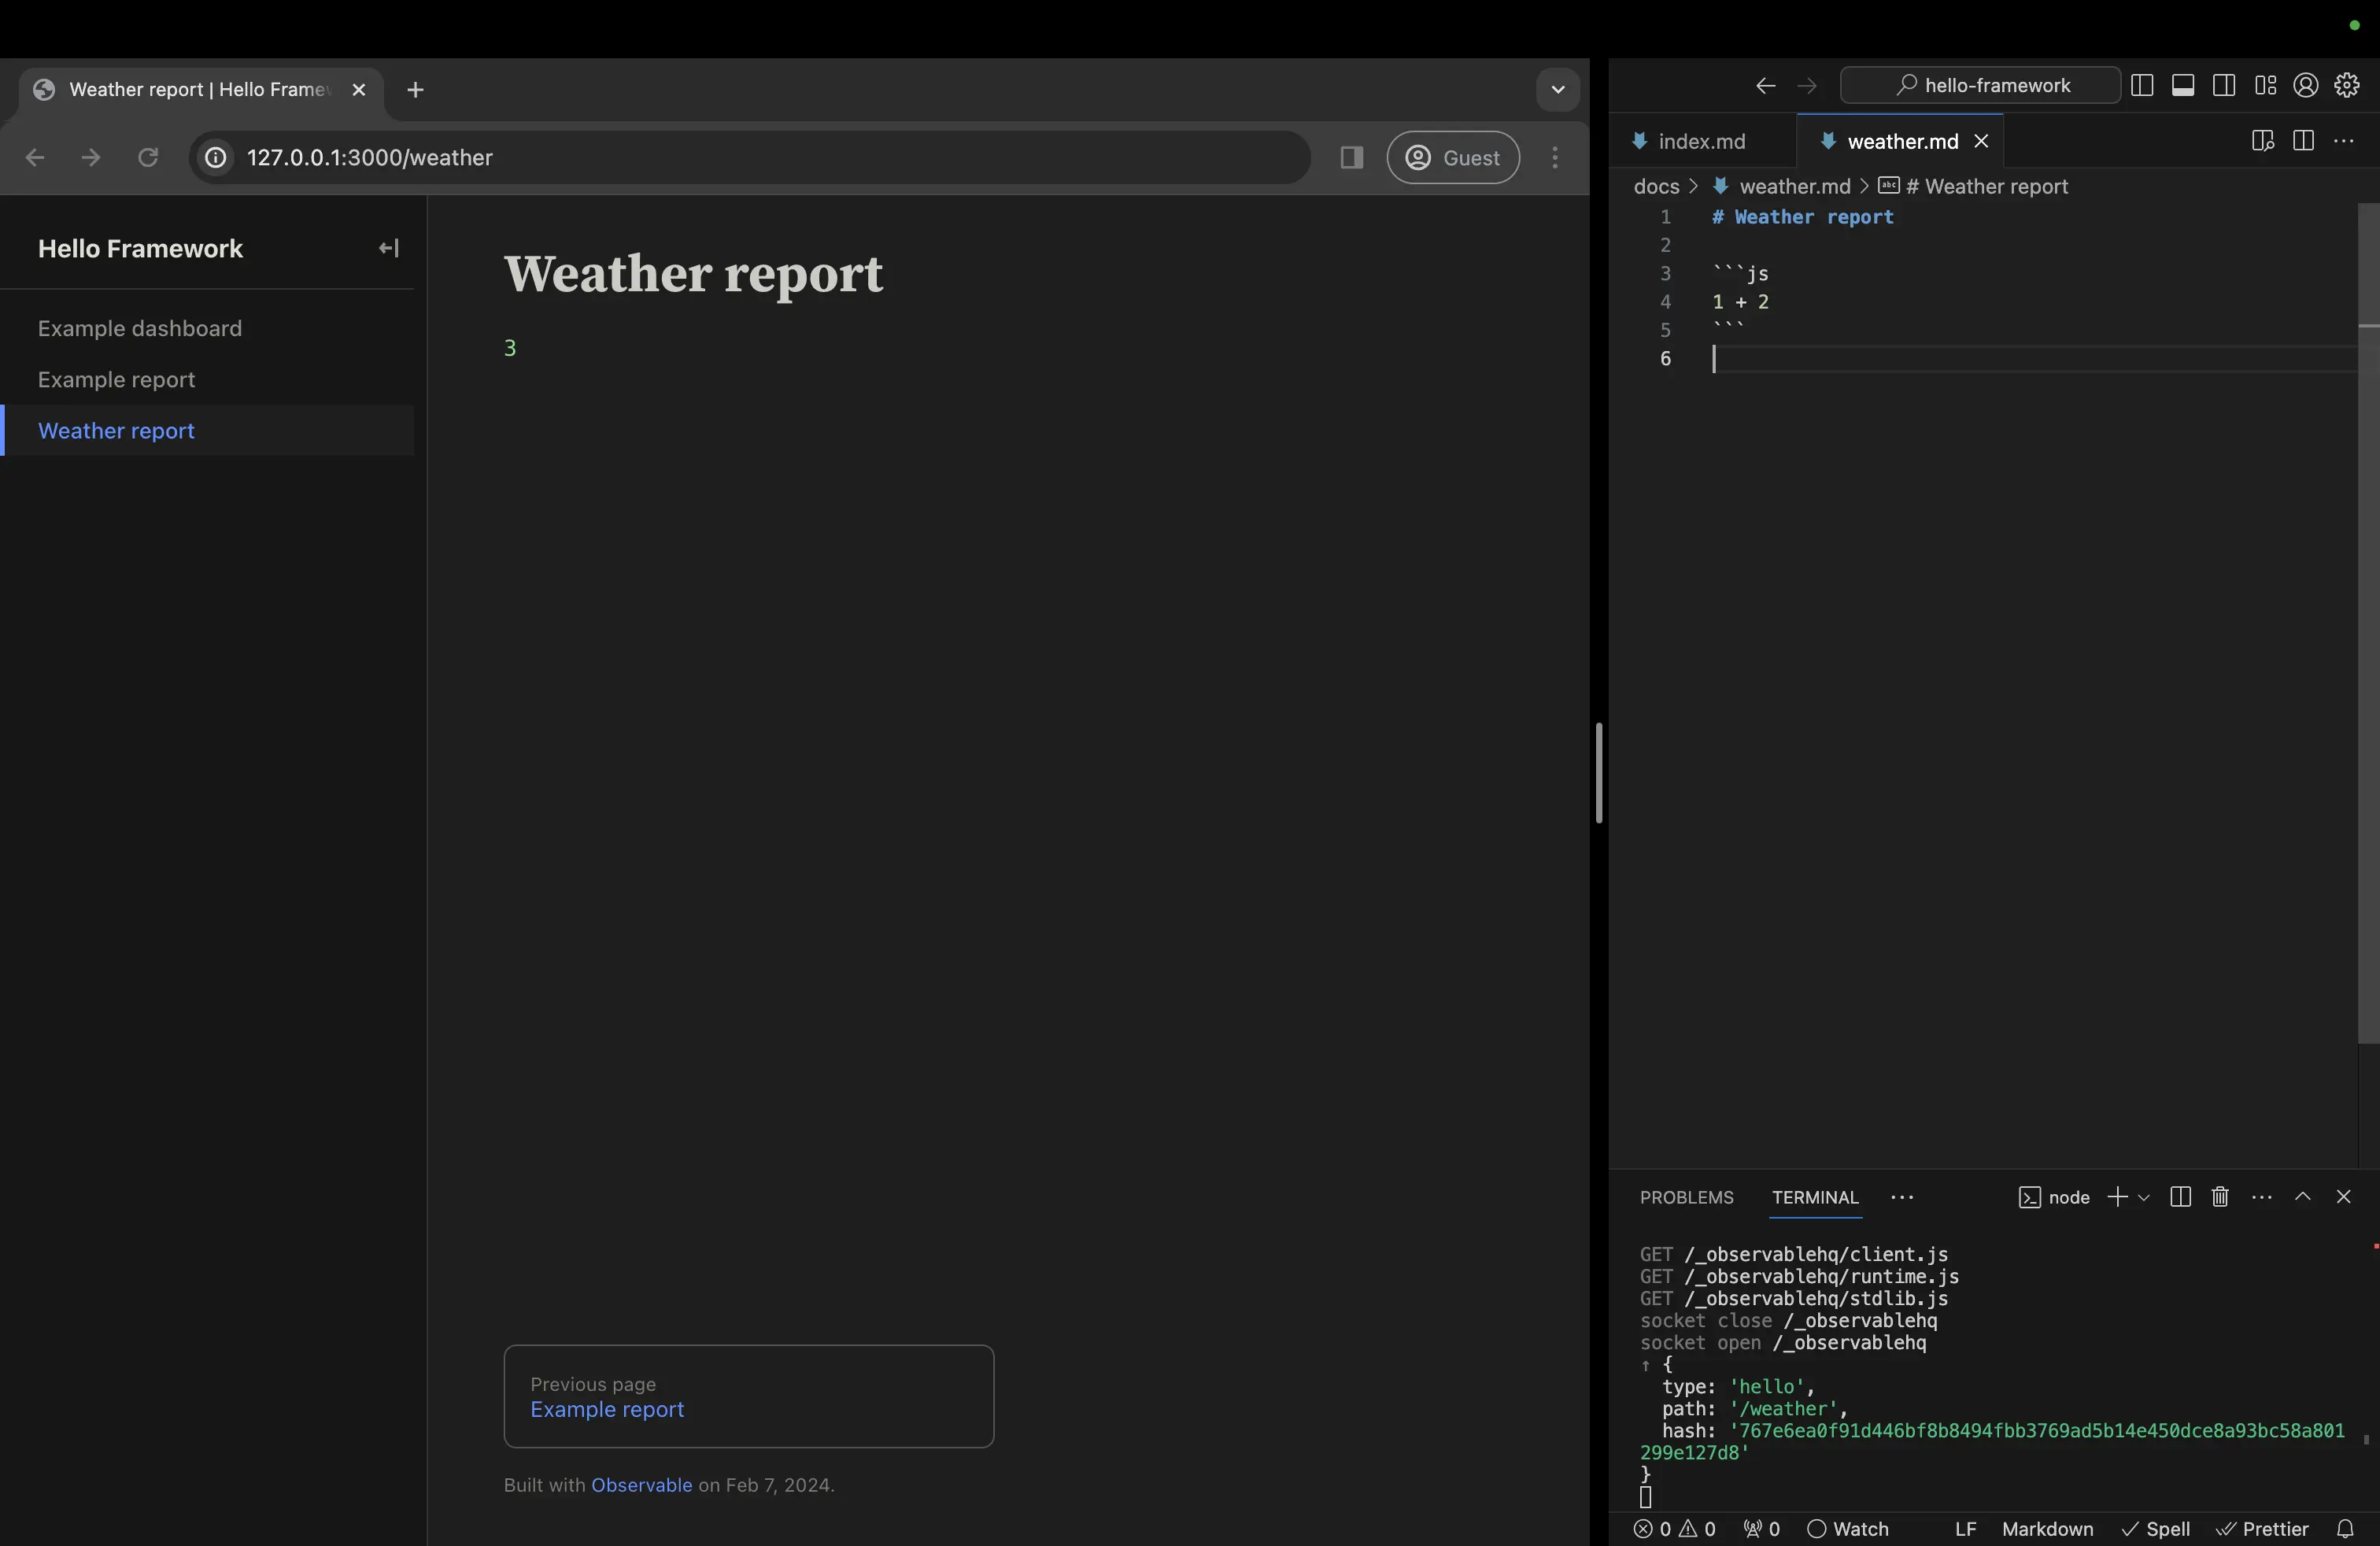 Weather report | Hello Framew
127.0.0.1:3000/weather
Guest
Hello Framework
Example dashboard
Example report
Weather report
Weather report
3
Previous page
Example report
Built with Observable on Feb 7, 2024.
hello-framework
index.md
weather.md
docs > weather.md > # Weather report
1 # Weather report
2
3 ```js
4 1 + 2
5 ```
6
PROBLEMS TERMINAL ...
node
GET /_observablehq/client.js
GET /_observablehq/runtime.js
GET /_observablehq/stdlib.js
socket close /_observablehq
socket open /_observablehq
↑ {
type: 'hello',
path: '/weather',
hash: '767e6ea0f91d446bf8b8494fbb3769ad5b14e450dce8a93bc58a801
299e127d8'
}
0 0 0 Watch LF Markdown Spell Prettier